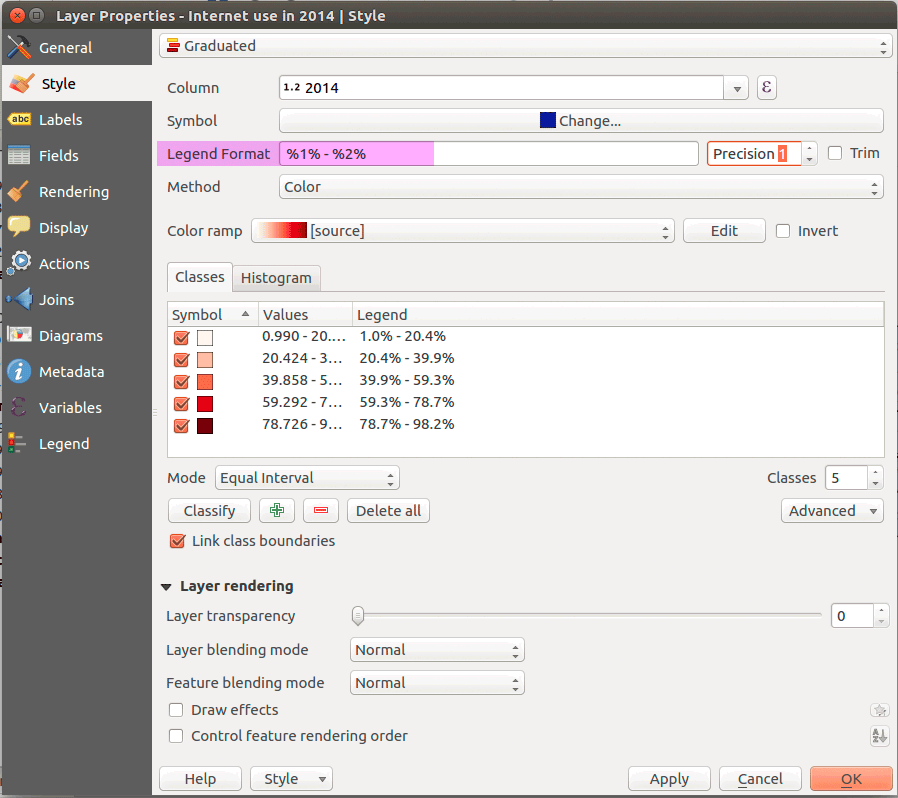 Layer Properties - Internet use in 2014 | Style
General
Style
abc Labels
Fields
Rendering
Display
Actions
Joins
Diagrams
Metadata
Variables
Legend
Graduated
Column 1.2 2014 ε
Symbol Change...
Legend Format %1% - %2% Precision 1 Trim
Method Color
Color ramp [source] Edit Invert
Classes Histogram
Symbol Values Legend
0.990 - 20.... 1.0% - 20.4%
20.424 - 3... 20.4% - 39.9%
39.858 - 5... 39.9% - 59.3%
59.292 - 7... 59.3% - 78.7%
78.726 - 9... 78.7% - 98.2%
Mode Equal Interval Classes 5
Classify Delete all Advanced
Link class boundaries
Layer rendering
Layer transparency 0
Layer blending mode Normal
Feature blending mode Normal
Draw effects
Control feature rendering order
Help Style Apply Cancel OK